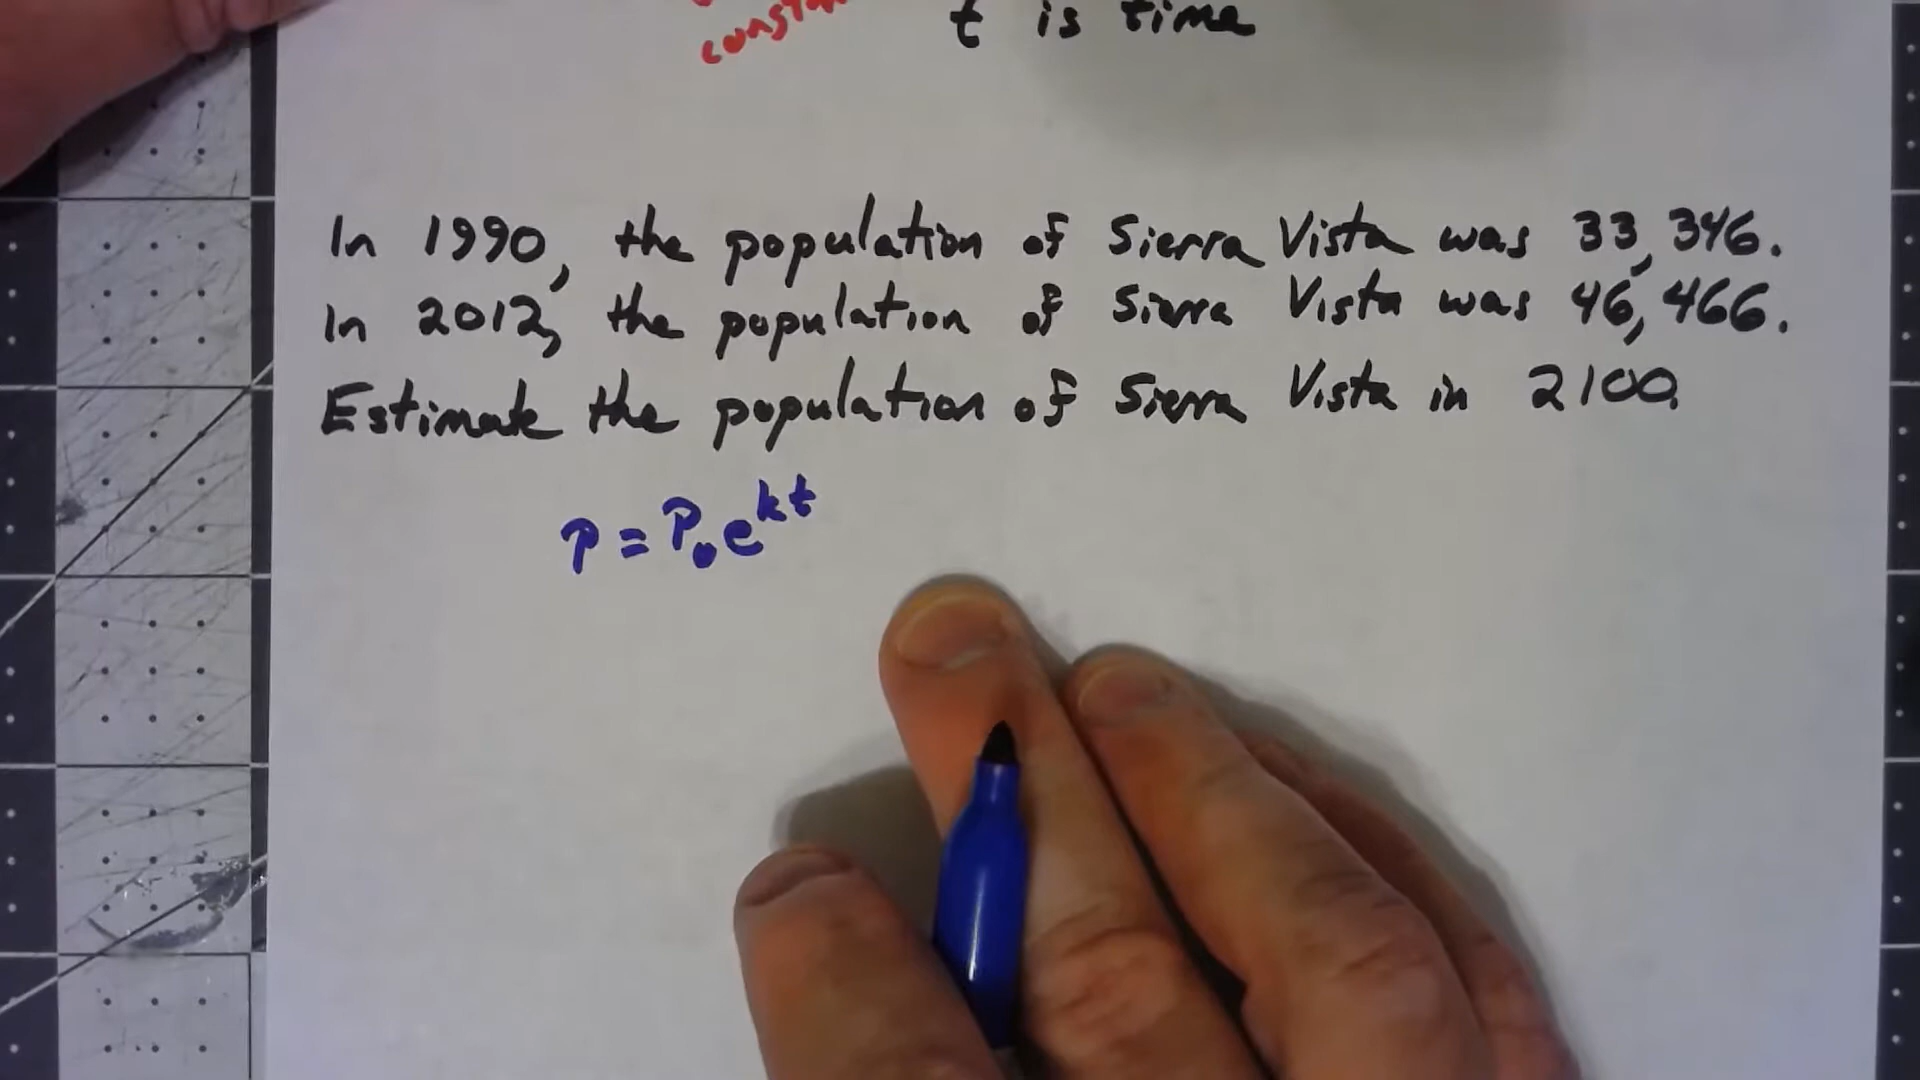 t is time
In 1990, the population of Sierra Vista was 33,346.
In 2012, the population of Sierra Vista was 46,466.
Estimate the population of Sierra Vista in 2100.
P = P₀e^{kt}